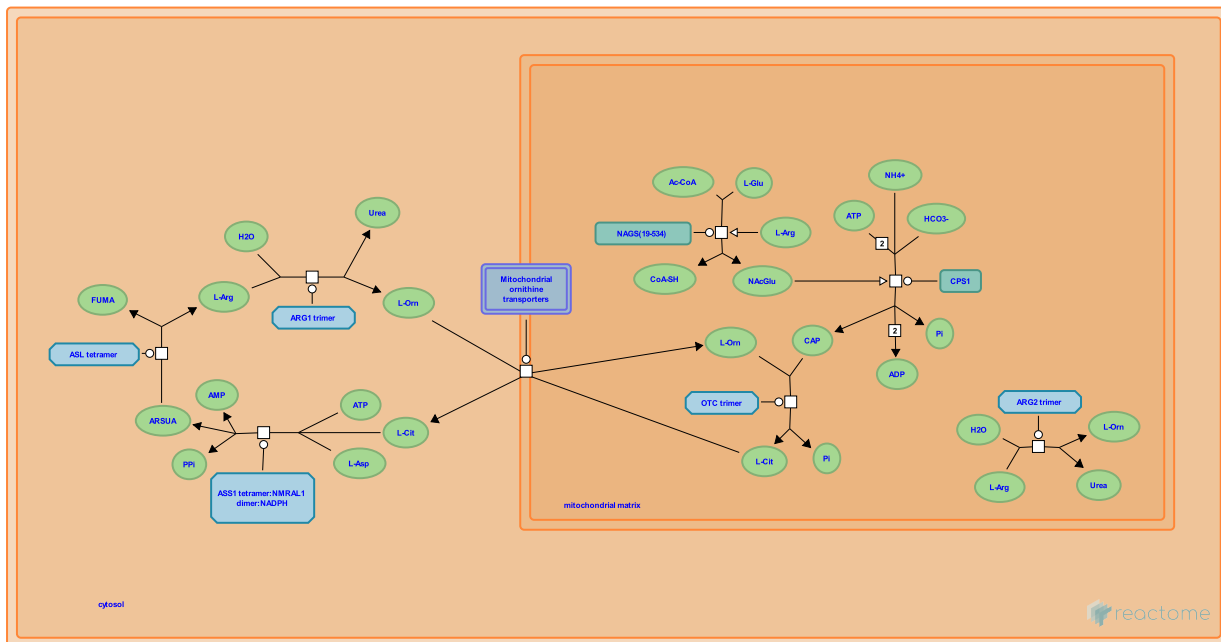 Ac-CoA
L-Glu
NH4+
ATP
HCO3-
2
Urea
H2O
NAGS(19-534)
L-Arg
CoA-SH
NAcGlu
CPS1
Mitochondrial
ornithine
transporters
FUMA
L-Arg
L-Orn
ARG1 trimer
2
Pi
L-Orn
CAP
ASL tetramer
ADP
AMP
ATP
OTC trimer
ARG2 trimer
ARSUA
L-Cit
H2O
L-Orn
PPi
L-Asp
L-Cit
Pi
L-Arg
Urea
ASS1 tetramer:NMRAL1
dimer:NADPH
mitochondrial matrix
cytosol
reactome